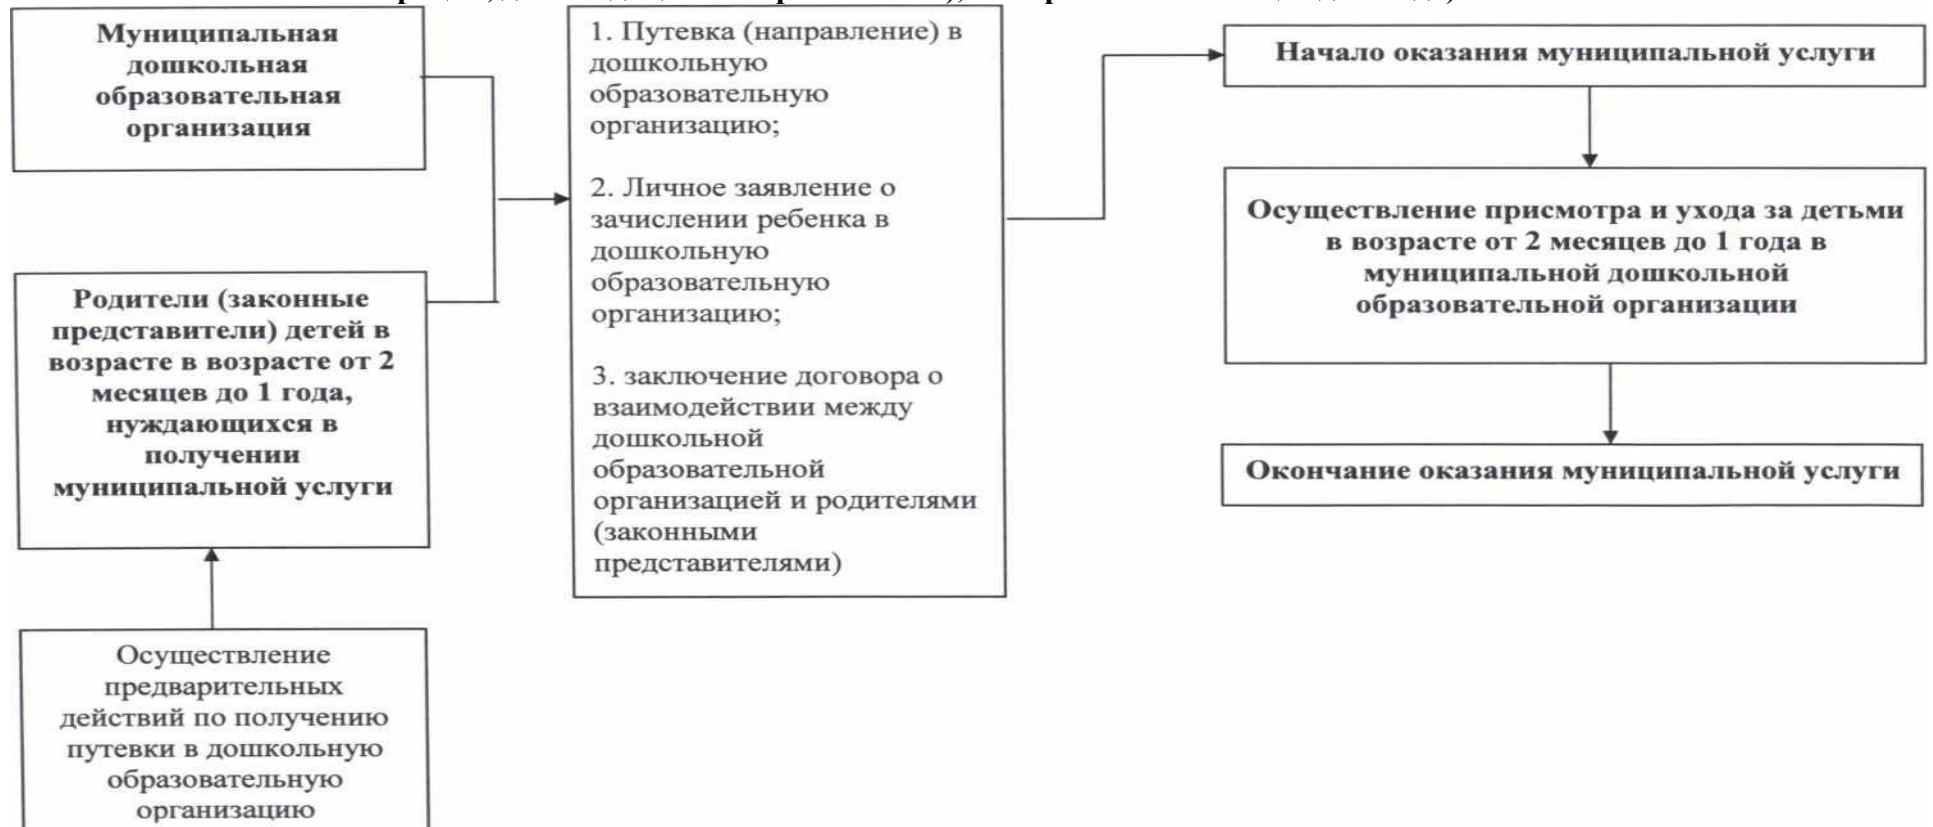 Муниципальная
дошкольная
образовательная
организация
Родители (законные
представители) детей в
возрасте в возрасте от 2
месяцев до 1 года,
нуждающихся в
получении
муниципальной услуги
Осуществление
предварительных
действий по получению
путевки в дошкольную
образовательную
организацию
1. Путевка (направление) в
дошкольную
образовательную
организацию;
2. Личное заявление о
зачислении ребенка в
дошкольную
образовательную
организацию;
3. заключение договора о
взаимодействии между
дошкольной
образовательной
организацией и родителями
(законными
представителями)
Начало оказания муниципальной услуги
Осуществление присмотра и ухода за детьми
в возрасте от 2 месяцев до 1 года в
муниципальной дошкольной
образовательной организации
Окончание оказания муниципальной услуги